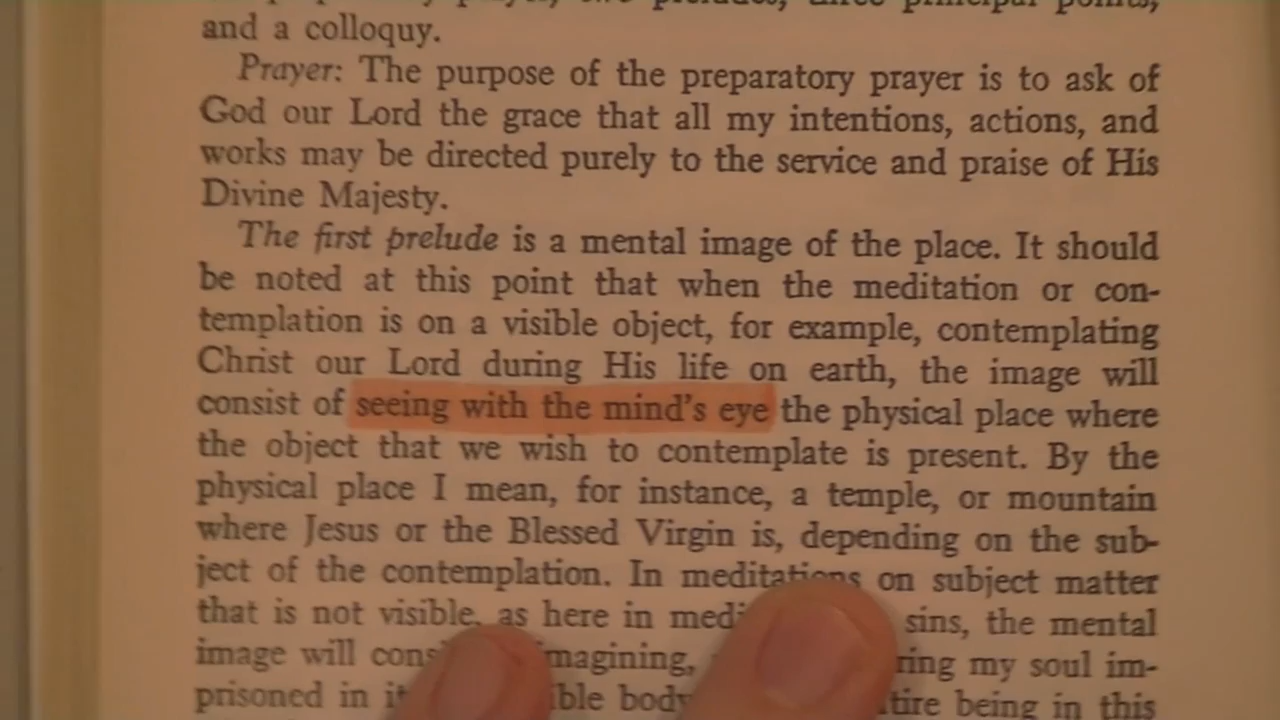 and a colloquy.
Prayer: The purpose of the preparatory prayer is to ask of
God our Lord the grace that all my intentions, actions, and
works may be directed purely to the service and praise of His
Divine Majesty.
The first prelude is a mental image of the place. It should
be noted at this point that when the meditation or con-
templation is on a visible object, for example, contemplating
Christ our Lord during His life on earth, the image will
consist of seeing with the mind's eye the physical place where
the object that we wish to contemplate is present. By the
physical place I mean, for instance, a temple, or mountain
where Jesus or the Blessed Virgin is, depending on the sub-
ject of the contemplation. In meditations on subject matter
that is not visible, as here in sins, the mental
image will my soul im-
prisoned in body being in this